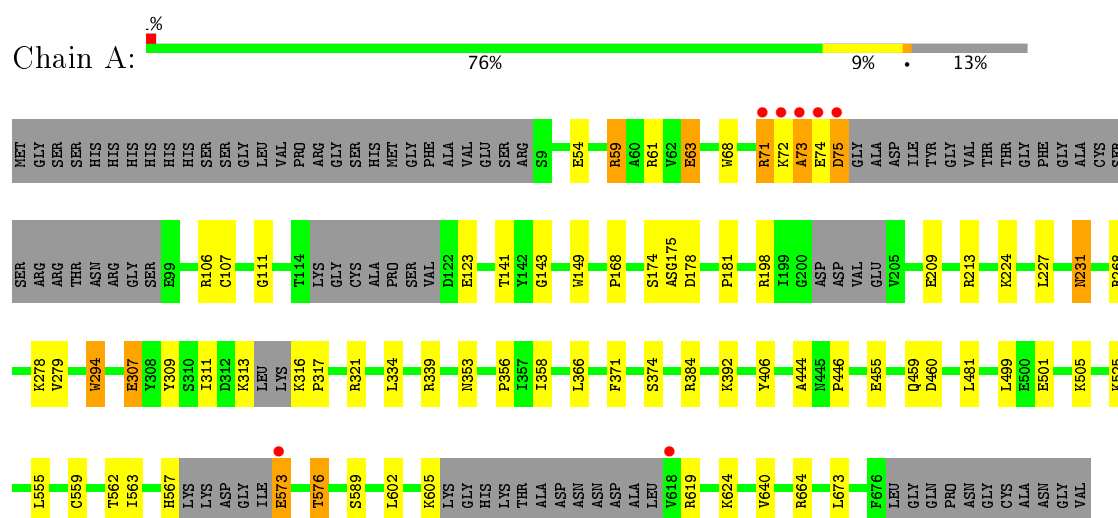 .%
Chain A:
76% 9% • 13%
MET GLY SER SER HIS HIS HIS HIS HIS HIS SER SER GLY LEU VAL PRO ARG GLY SER HIS MET GLY PHE ALA VAL GLU SER ARG S9 E54 R59 A60 R61 V62 E63 W68 R71 K72 A73 E74 D75 GLY ALA ASP ILE TYR GLY VAL THR THR GLY PHE GLY ALA CYS SER
SER ARG ARG THR ASN ARG GLY SER E99 R106 C107 G111 T114 LYS GLY CYS ALA PRO SER VAL D122 E123 T141 Y142 G143 W149 P168 S174 ASG175 D178 P181 R198 I199 G200 ASP ASP VAL GLU V205 E209 R213 K224 L227 N231 R268
K278 V279 W294 E307 Y308 Y309 S310 I311 D312 K313 LEU LYS K316 P317 R321 L334 R339 N353 P356 I357 I358 L366 F371 S374 R384 K392 Y406 A444 N445 P446 E455 Q459 D460 L481 L499 E500 E501 K505 K525
L555 C559 T562 I563 H567 LYS LYS ASP GLY ILE E573 T576 S589 L602 K605 LYS GLY HIS LYS THR ALA ASP ASN ASN ASP ALA LEU V618 R619 K624 V640 R664 L673 F676 LEU GLY GLN PRO ASN GLY CYS ALA ASN GLY VAL